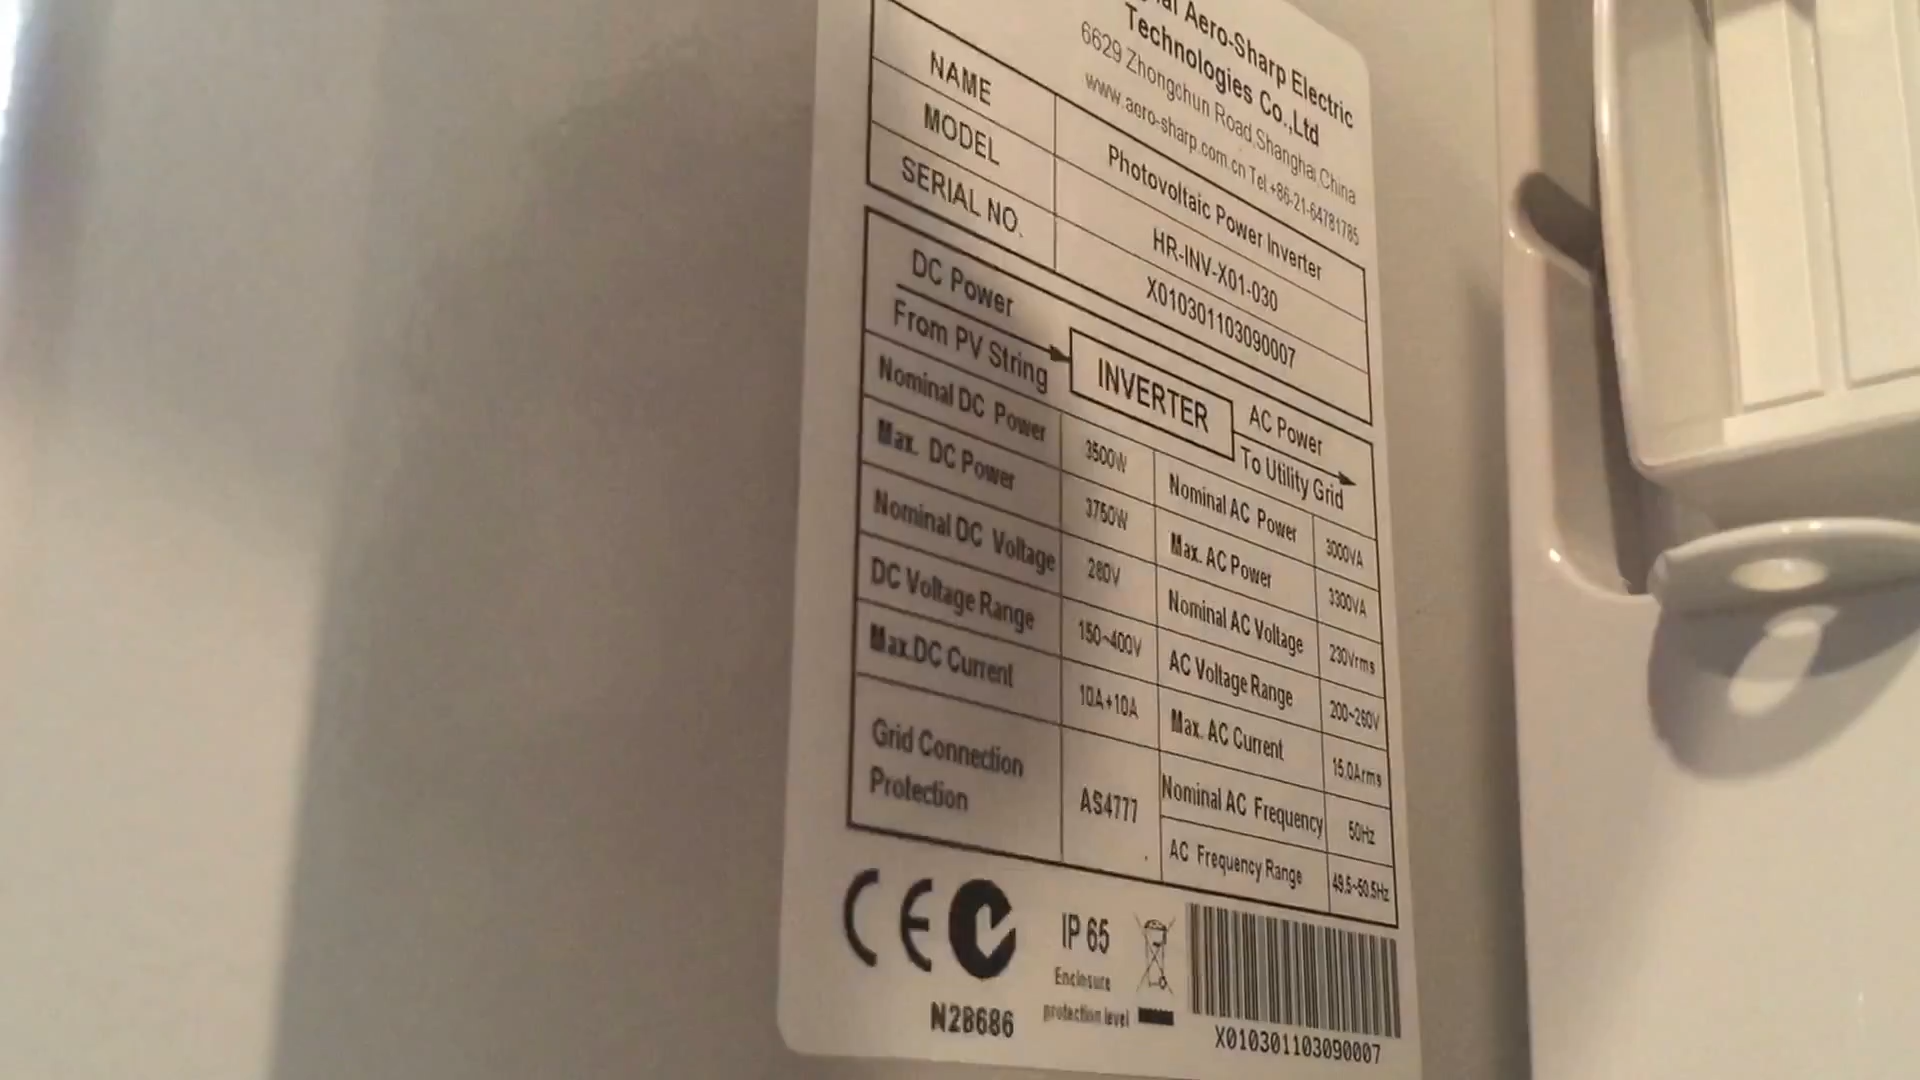 Aero-Sharp Electric
Technologies Co.,Ltd
6629 Zhongchun Road,Shanghai,China
www.aero-sharp.com.cn Tel.+86-21-64781785
NAME Photovoltaic Power Inverter
MODEL HR-INV-X01-030
SERIAL NO. X010301103090007
DC Power
From PV String
INVERTER
AC Power
To Utility Grid
Nominal DC Power 3500W Nominal AC Power 3000VA
Max. DC Power 3750W Max. AC Power 3300VA
Nominal DC Voltage 280V Nominal AC Voltage 230Vrms
DC Voltage Range 150~400V AC Voltage Range 200~260V
Max.DC Current 10A+10A Max. AC Current 15.0Arms
Grid Connection
Protection
AS4777
Nominal AC Frequency 50Hz
AC Frequency Range 49.5~50.5Hz
CE
N28686
IP 65
Enclosure
protection level
X010301103090007